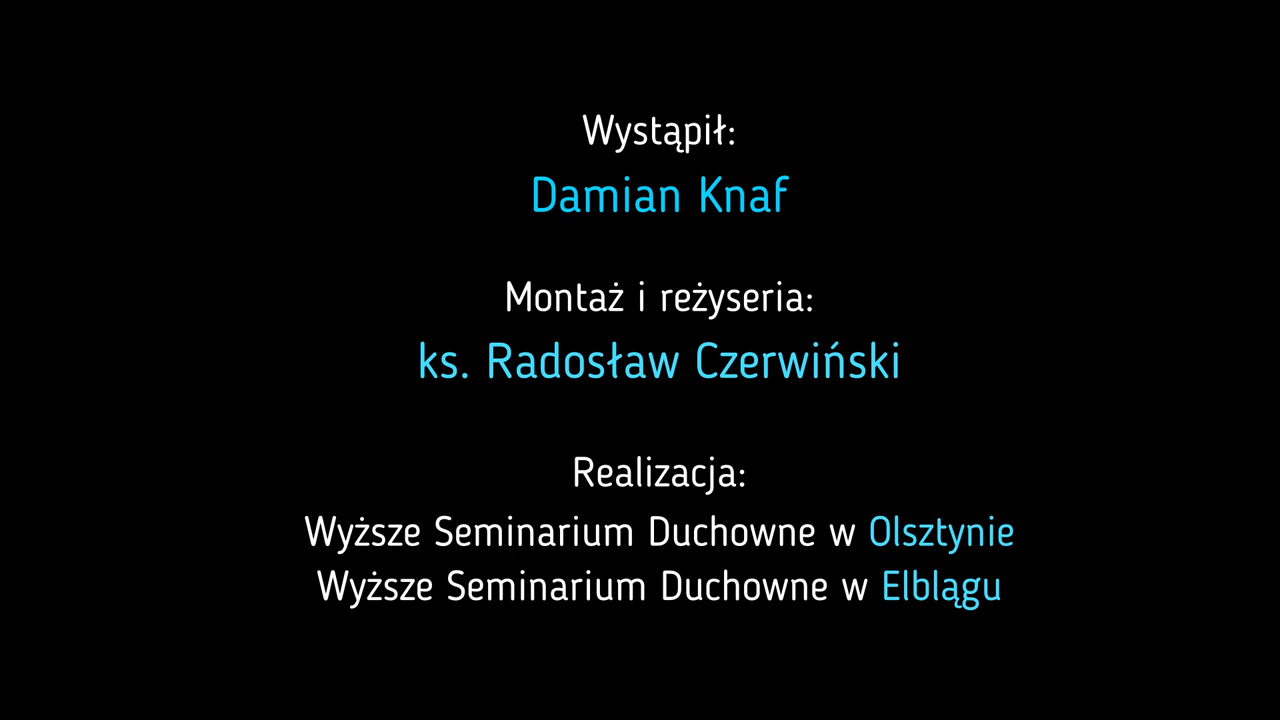 Wystąpił:
Damian Knaf
Montaż i reżyseria:
ks. Radosław Czerwiński
Realizacja:
Wyższe Seminarium Duchowne w Olsztynie
Wyższe Seminarium Duchowne w Elblągu